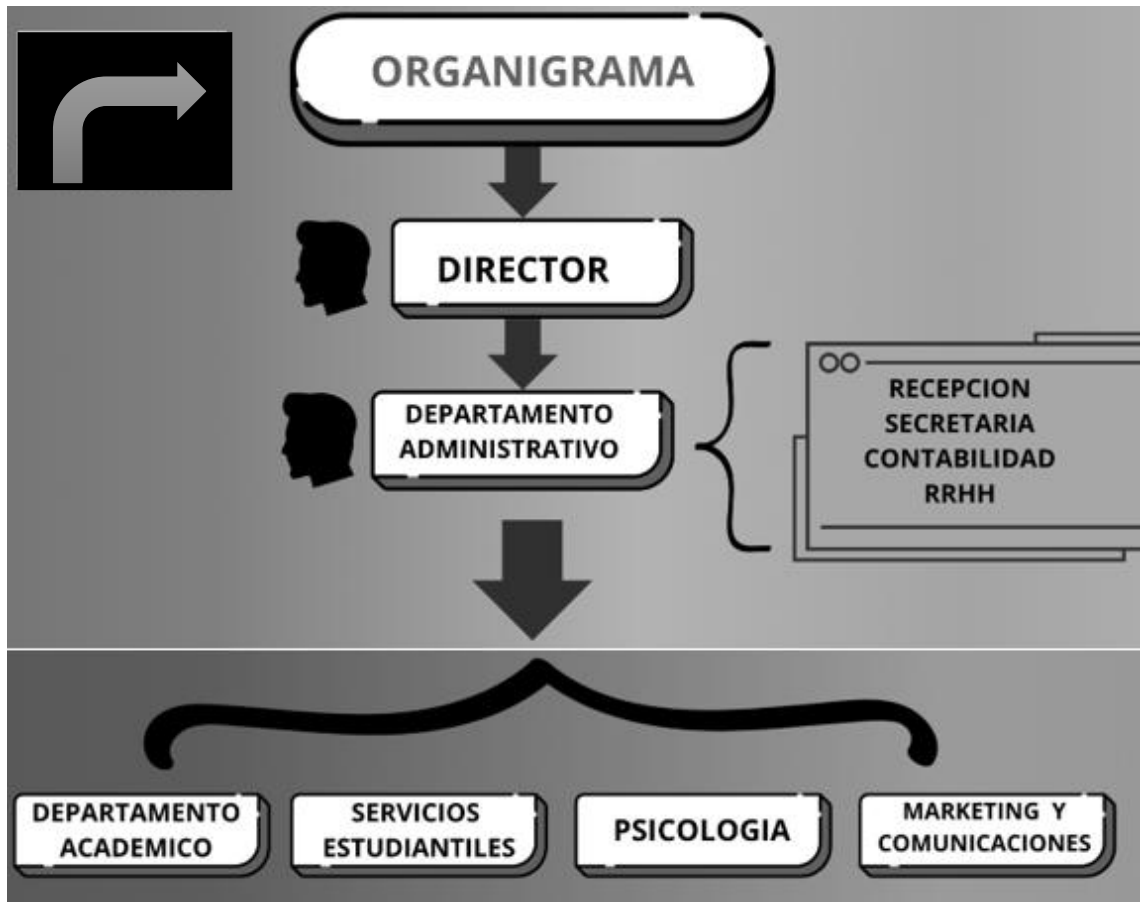 ORGANIGRAMA
DIRECTOR
DEPARTAMENTO
ADMINISTRATIVO
RECEPCION
SECRETARIA
CONTABILIDAD
RRHH
DEPARTAMENTO
ACADEMICO
SERVICIOS
ESTUDIANTILES
PSICOLOGIA
MARKETING Y
COMUNICACIONES